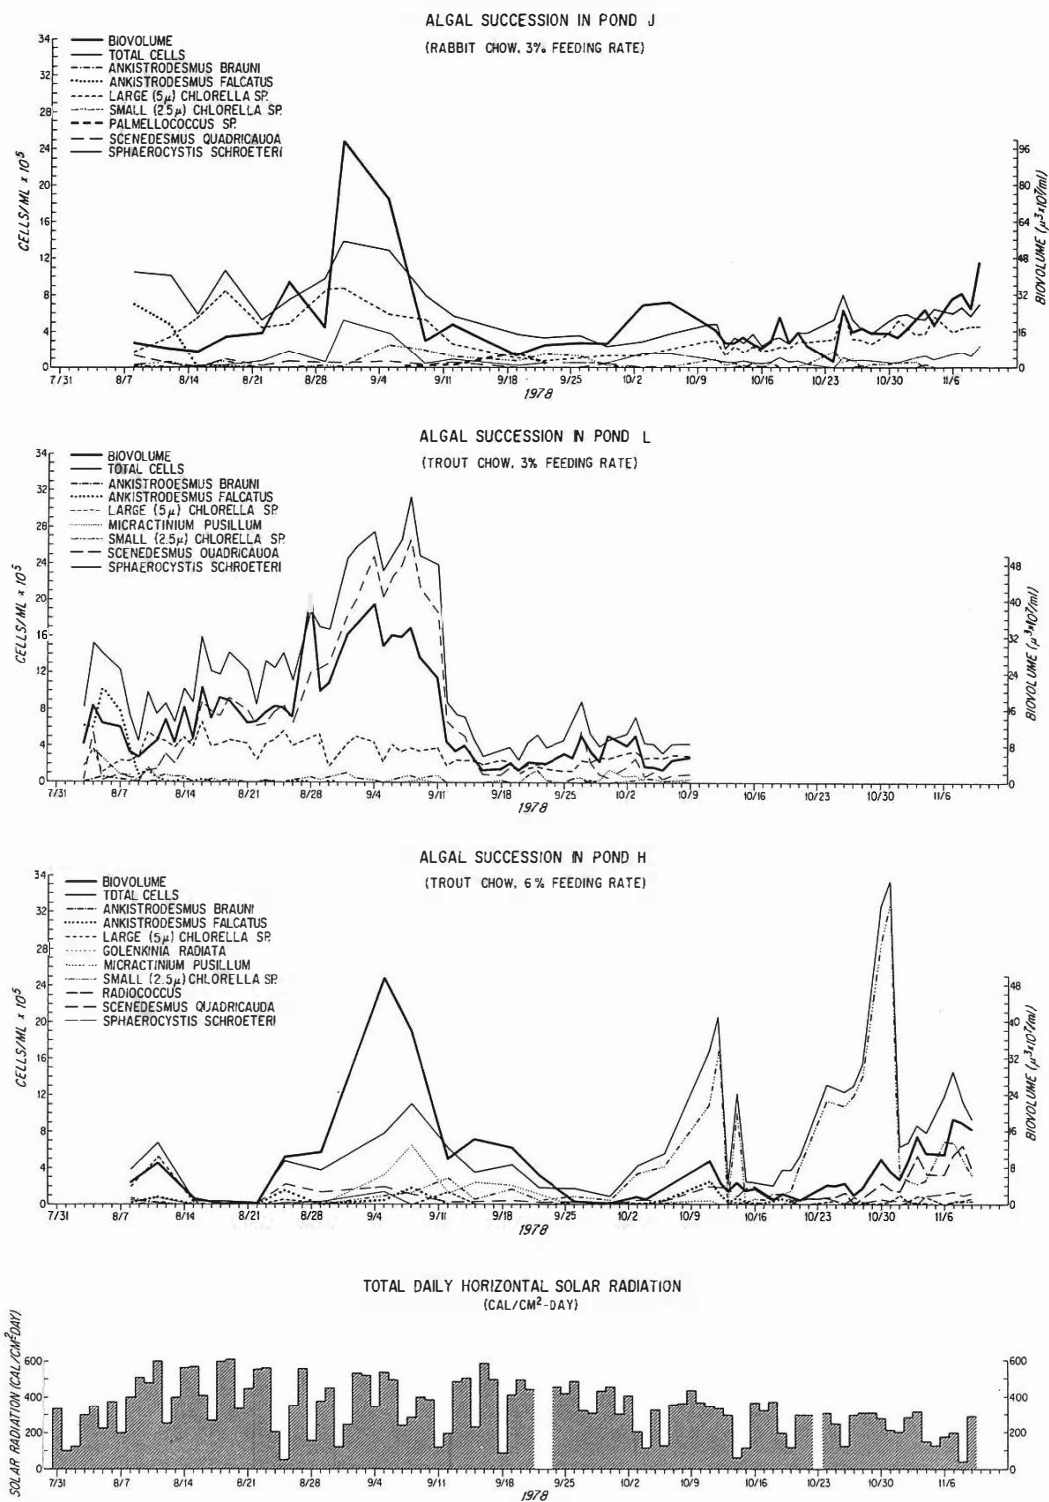 ALGAL SUCCESSION IN POND J
(RABBIT CHOW, 3% FEEDING RATE)
BIOVOLUME
TOTAL CELLS
ANKISTRODESMUS BRAUNI
ANKISTRODESMUS FALCATUS
LARGE (5µ) CHLORELLA SP.
SMALL (2.5µ) CHLORELLA SP.
PALMELLOCOCCUS SP.
SCENEDESMUS QUADRICAUOA
SPHAEROCYSTIS SCHROETERI
CELLS/ML x 10⁵
34 32 28 24 20 16 12 8 4 0
BIOVOLUME (µ³x10⁷/ml)
96 80 64 48 32 16 0
7/31 8/7 8/14 8/21 8/28 9/4 9/11 9/18 9/25 10/2 10/9 10/16 10/23 10/30 11/6
1978
ALGAL SUCCESSION IN POND L
(TROUT CHOW, 3% FEEDING RATE)
BIOVOLUME
TOTAL CELLS
ANKISTROOESMUS BRAUNI
ANKISTRODESMUS FALCATUS
LARGE (5µ) CHLORELLA SP.
MICRACTINIUM PUSILLUM
SMALL (2.5µ) CHLORELLA SP.
SCENEDESMUS OUADRICAUOA
SPHAEROCYSTIS SCHROETERI
CELLS/ML x 10⁵
34 32 28 24 20 16 12 8 4 0
BIOVOLUME (µ³x10⁷/ml)
48 40 32 24 16 8 0
7/31 8/7 8/14 8/21 8/28 9/4 9/11 9/18 9/25 10/2 10/9 10/16 10/23 10/30 11/6
1978
ALGAL SUCCESSION IN POND H
(TROUT CHOW, 6% FEEDING RATE)
BIOVOLUME
TOTAL CELLS
ANKISTRODESMUS BRAUNI
ANKISTRODESMUS FALCATUS
LARGE (5µ) CHLORELLA SP.
GOLENKINIA RADIATA
MICRACTINIUM PUSILLUM
SMALL (2.5µ) CHLORELLA SP.
RADIOCOCCUS
SCENEDESMUS QUADRICAUDA
SPHAEROCYSTIS SCHROETERI
CELLS/ML x 10⁵
34 32 28 24 20 16 12 8 4 0
BIOVOLUME (µ³x10⁷/ml)
48 40 32 24 16 8 0
7/31 8/7 8/14 8/21 8/28 9/4 9/11 9/18 9/25 10/2 10/9 10/16 10/23 10/30 11/6
1978
TOTAL DAILY HORIZONTAL SOLAR RADIATION
(CAL/CM²-DAY)
SOLAR RADIATION (CAL/CM²DAY)
600 400 200 0
600 400 200 0
7/31 8/7 8/14 8/21 8/28 9/4 9/11 9/18 9/25 10/2 10/9 10/16 10/23 10/30 11/6
1978